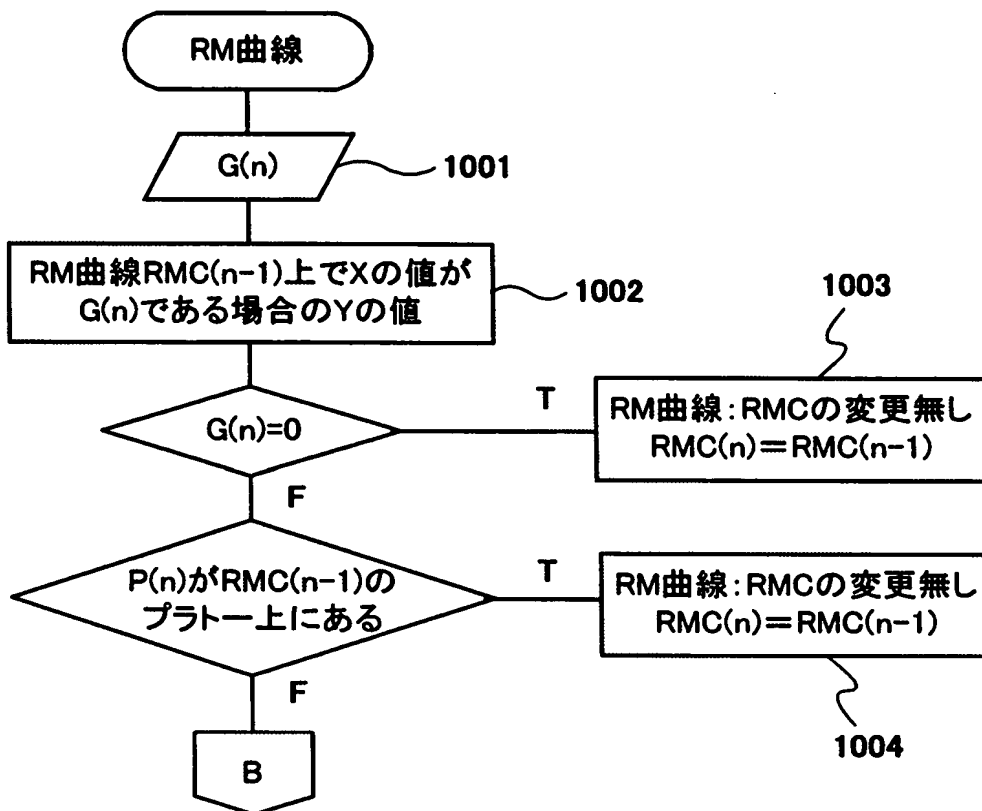 RM曲線
G(n)
1001
RM曲線RMC(n-1)上でXの値が
G(n)である場合のYの値
1002
1003
G(n)=0
T
RM曲線:RMCの変更無し
RMC(n)=RMC(n-1)
F
P(n)がRMC(n-1)の
プラトー上にある
T
RM曲線:RMCの変更無し
RMC(n)=RMC(n-1)
F
1004
B